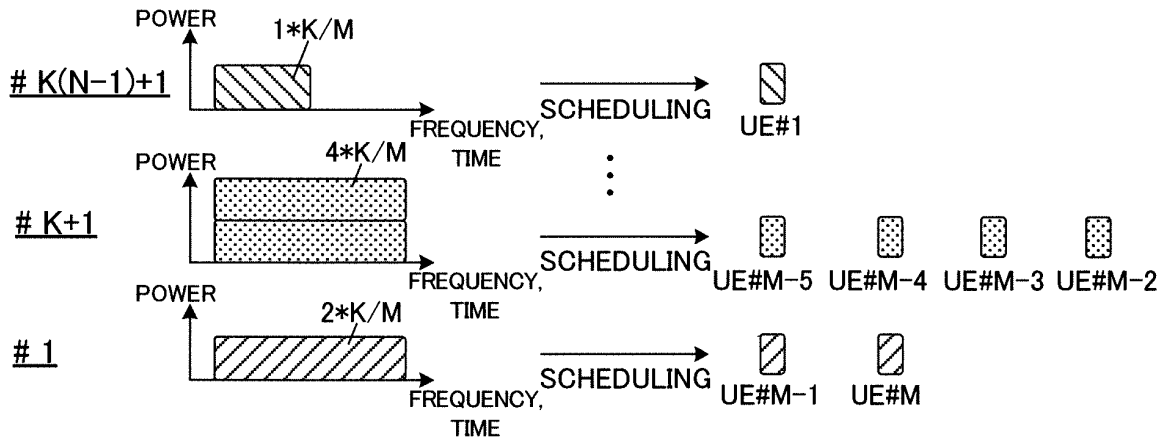 POWER
1*K/M
# K(N-1)+1
SCHEDULING
FREQUENCY,
TIME
UE#1
POWER
4*K/M
# K+1
SCHEDULING
FREQUENCY,
TIME
UE#M-5 UE#M-4 UE#M-3 UE#M-2
POWER
2*K/M
# 1
SCHEDULING
FREQUENCY,
TIME
UE#M-1 UE#M